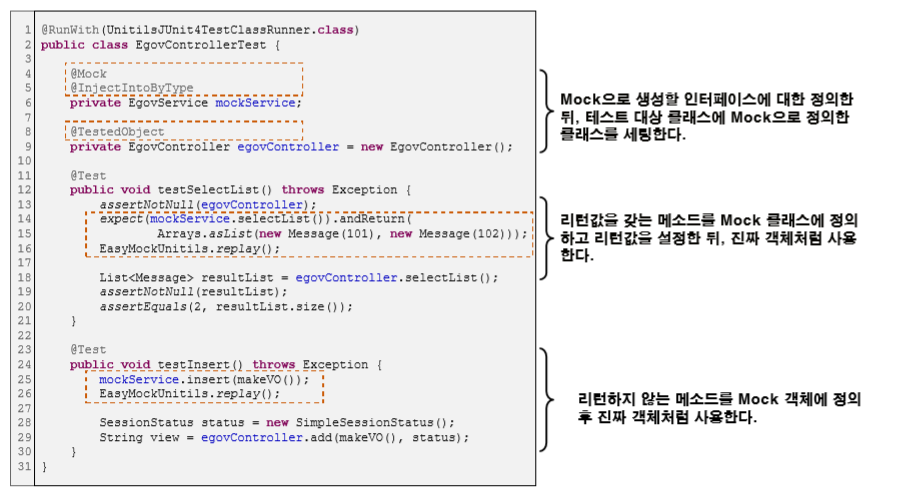 1 @RunWith(UnitilsJUnit4TestClassRunner.class)
2 public class EgovControllerTest {
3
4 @Mock
5 @InjectIntoByType
6 private EgovService mockService;
7
8 @TestedObject
9 private EgovController egovController = new EgovController();
10
11 @Test
12 public void testSelectList() throws Exception {
13 assertNotNull(egovController);
14 expect(mockService.selectList()).andReturn(
15 Arrays.asList(new Message(101), new Message(102)));
16 EasyMockUnitils.replay();
17
18 List<Message> resultList = egovController.selectList();
19 assertNotNull(resultList);
20 assertEquals(2, resultList.size());
21 }
22
23 @Test
24 public void testInsert() throws Exception {
25 mockService.insert(makeVO());
26 EasyMockUnitils.replay();
27
28 SessionStatus status = new SimpleSessionStatus();
29 String view = egovController.add(makeVO(), status);
30 }
31 }
Mock으로 생성할 인터페이스에 대한 정의한
뒤, 테스트 대상 클래스에 Mock으로 정의한
클래스를 세팅한다.
리턴값을 갖는 메소드를 Mock 클래스에 정의
하고 리턴값을 설정한 뒤, 진짜 객체처럼 사용
한다.
리턴하지 않는 메소드를 Mock 객체에 정의
후 진짜 객체처럼 사용한다.